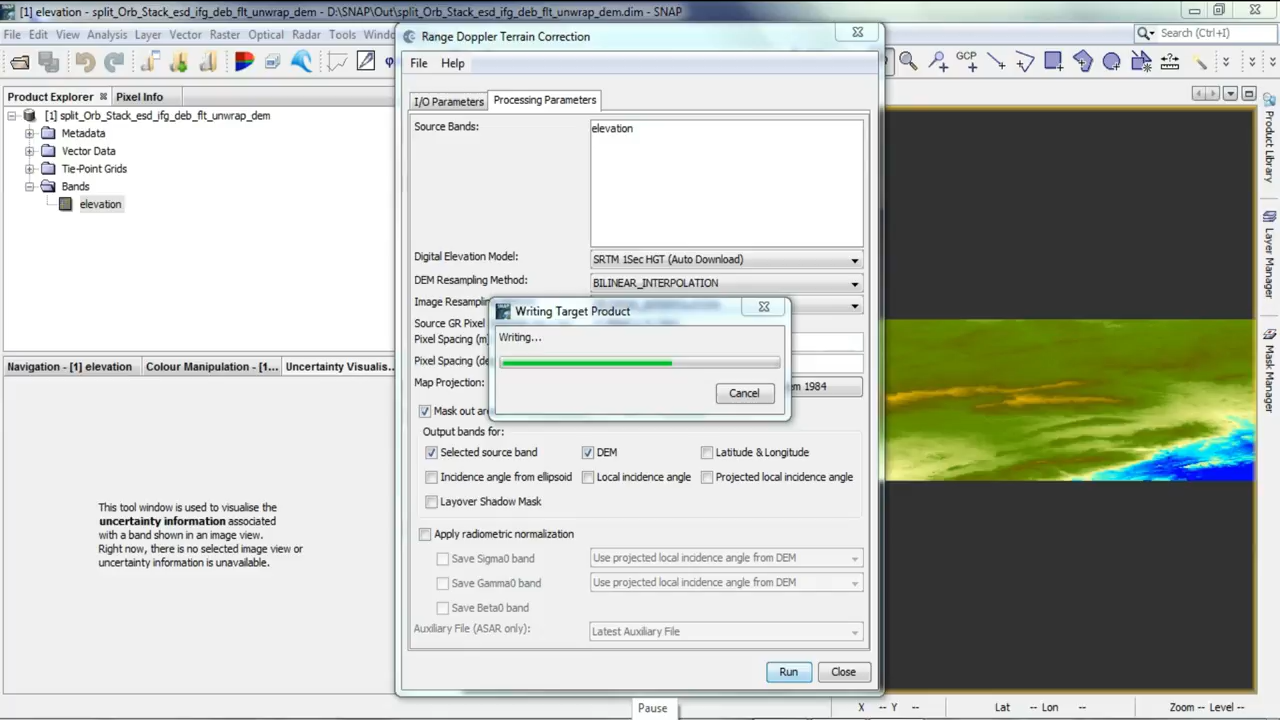 [1] elevation - split_Orb_Stack_esd_ifg_deb_flt_unwrap_dem - D:\SNAP\Out\split_Orb_Stack_esd_ifg_deb_flt_unwrap_dem.dim - SNAP
File Edit View Analysis Layer Vector Raster Optical Radar Tools Windo
Search (Ctrl+I)
GCP
Product Explorer Pixel Info
[1] split_Orb_Stack_esd_ifg_deb_flt_unwrap_dem
Metadata
Vector Data
Tie-Point Grids
Bands
elevation
Navigation - [1] elevation Colour Manipulation - [1... Uncertainty Visualis...
This tool window is used to visualise the
uncertainty information associated
with a band shown in an image view.
Right now, there is no selected image view or
uncertainty information is unavailable.
Range Doppler Terrain Correction
File Help
I/O Parameters Processing Parameters
Source Bands: elevation
Digital Elevation Model: SRTM 1Sec HGT (Auto Download)
DEM Resampling Method: BILINEAR_INTERPOLATION
Image Resampling
Source GR Pixel
Pixel Spacing (m)
Pixel Spacing (de
Map Projection: em 1984
Mask out are
Writing Target Product
Writing...
Cancel
Output bands for:
Selected source band DEM Latitude & Longitude
Incidence angle from ellipsoid Local incidence angle Projected local incidence angle
Layover Shadow Mask
Apply radiometric normalization
Save Sigma0 band Use projected local incidence angle from DEM
Save Gamma0 band Use projected local incidence angle from DEM
Save Beta0 band
Auxiliary File (ASAR only): Latest Auxiliary File
Run Close
Product Library
Layer Manager
Mask Manager
Pause
X -- Y -- Lat -- Lon -- Zoom -- Level --